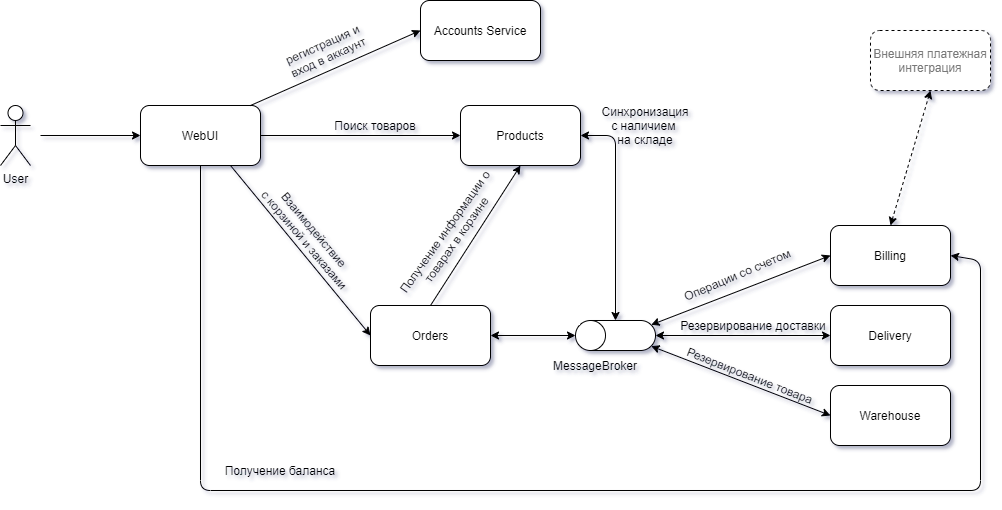 Accounts Service
регистрация и
вход в аккаунт
Внешняя платежная
интеграция
User
WebUI
Поиск товаров
Products
Синхронизация
с наличием
на складе
Взаимодействие
с корзиной и заказами
Получение информации о
товарах в корзине
Операции со счетом
Billing
Orders
MessageBroker
Резервирование доставки
Delivery
Резервирование товара
Warehouse
Получение баланса